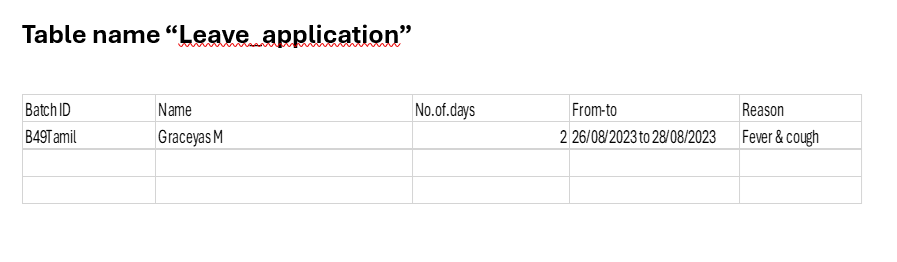 Table name “Leave_application”
Batch ID Name No.of.days From-to Reason
B49Tamil Graceyas M 2 26/08/2023 to 28/08/2023 Fever & cough